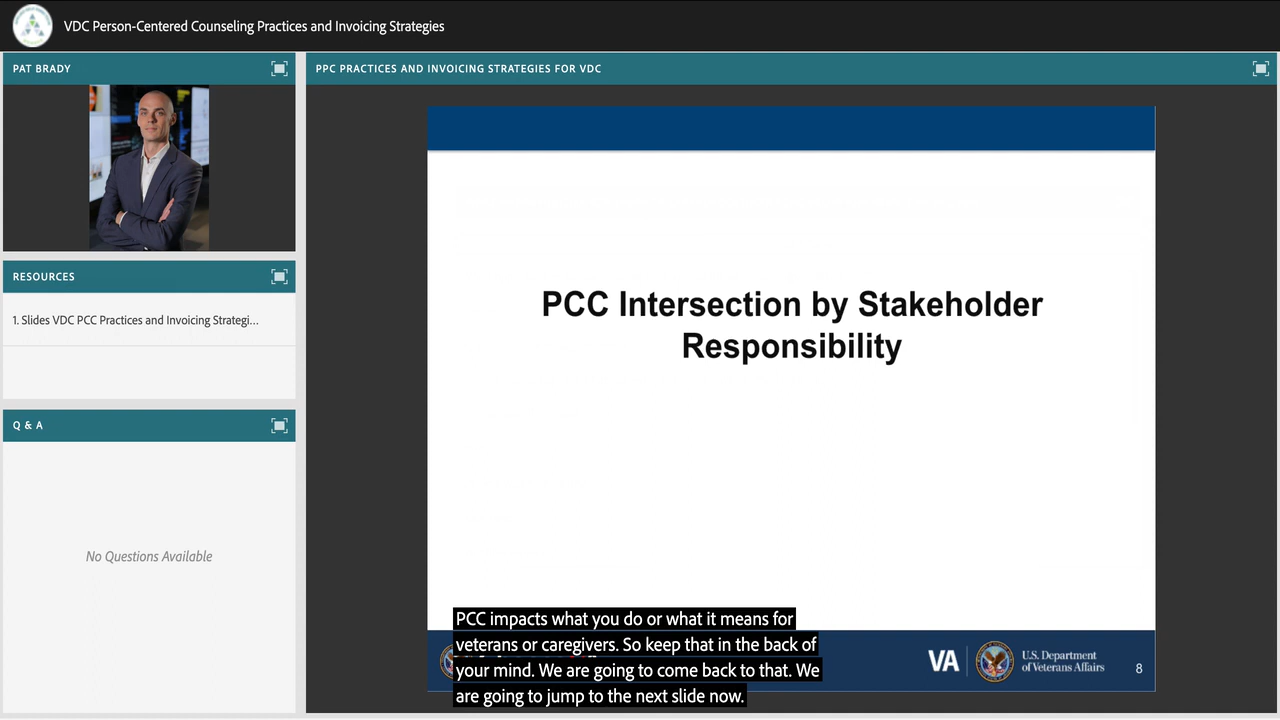 VDC Person-Centered Counseling Practices and Invoicing Strategies
PAT BRADY
RESOURCES
1. Slides VDC PCC Practices and Invoicing Strategi...
Q & A
No Questions Available
PPC PRACTICES AND INVOICING STRATEGIES FOR VDC
PCC Intersection by Stakeholder
Responsibility
PCC impacts what you do or what it means for
veterans or caregivers. So keep that in the back of
your mind. We are going to come back to that. We
are going to jump to the next slide now.
VA
U.S. Department
of Veterans Affairs
8